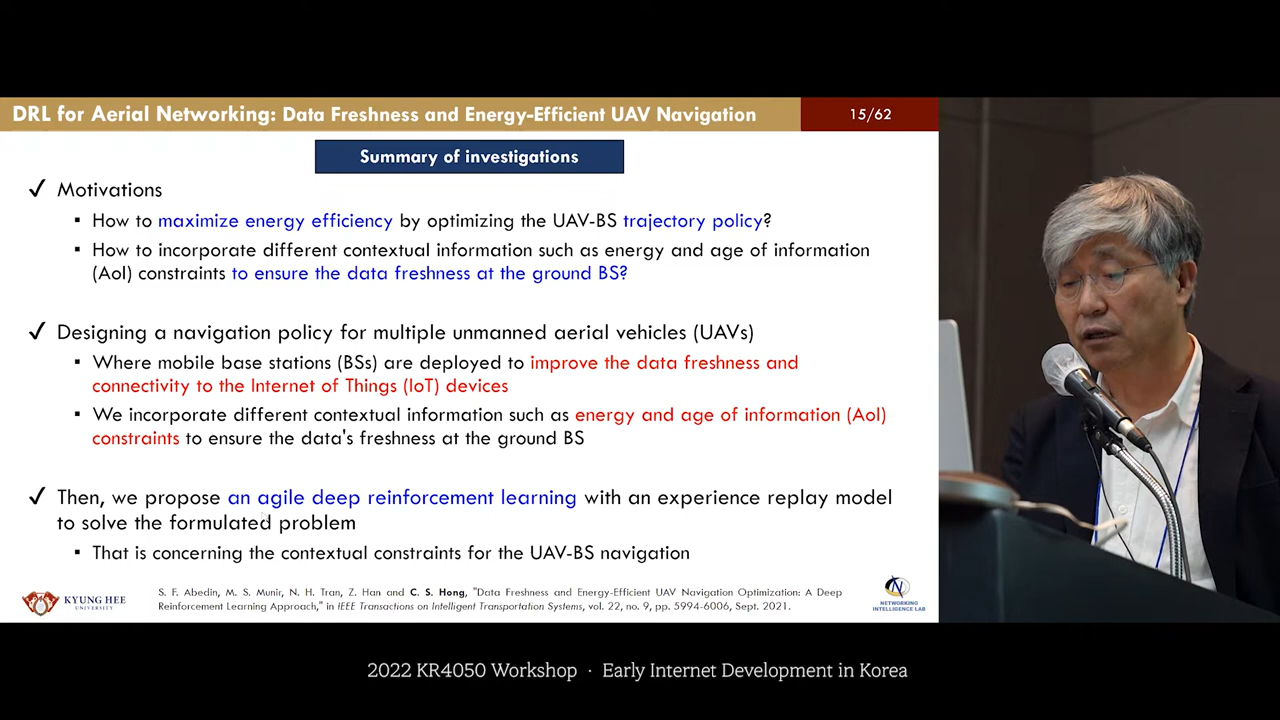 DRL for Aerial Networking: Data Freshness and Energy-Efficient UAV Navigation
15/62
Summary of investigations
✓ Motivations
▪ How to maximize energy efficiency by optimizing the UAV-BS trajectory policy?
▪ How to incorporate different contextual information such as energy and age of information
(AoI) constraints to ensure the data freshness at the ground BS?
✓ Designing a navigation policy for multiple unmanned aerial vehicles (UAVs)
▪ Where mobile base stations (BSs) are deployed to improve the data freshness and
connectivity to the Internet of Things (IoT) devices
▪ We incorporate different contextual information such as energy and age of information (AoI)
constraints to ensure the data's freshness at the ground BS
✓ Then, we propose an agile deep reinforcement learning with an experience replay model
to solve the formulated problem
▪ That is concerning the contextual constraints for the UAV-BS navigation
KYUNG HEE
UNIVERSITY
S. F. Abedin, M. S. Munir, N. H. Tran, Z. Han and C. S. Hong, "Data Freshness and Energy-Efficient UAV Navigation Optimization: A Deep
Reinforcement Learning Approach," in IEEE Transactions on Intelligent Transportation Systems, vol. 22, no. 9, pp. 5994-6006, Sept. 2021.
N
NETWORKING
INTELLIGENCE LAB
2022 KR4050 Workshop · Early Internet Development in Korea